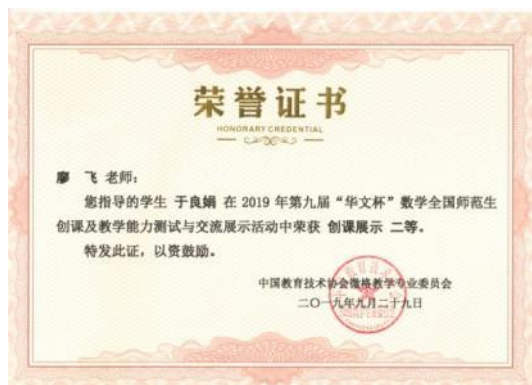 荣誉证书
HONORARY CREDENTIAL
廖 飞 老师：
您指导的学生 于良娟 在 2019 年第九届“华文杯”数学全国师范生
创课及教学能力测试与交流展示活动中荣获 创课展示 二等。
特发此证，以资鼓励。
中国教育技术协会微格教学专业委员会
二〇一九年九月二十九日